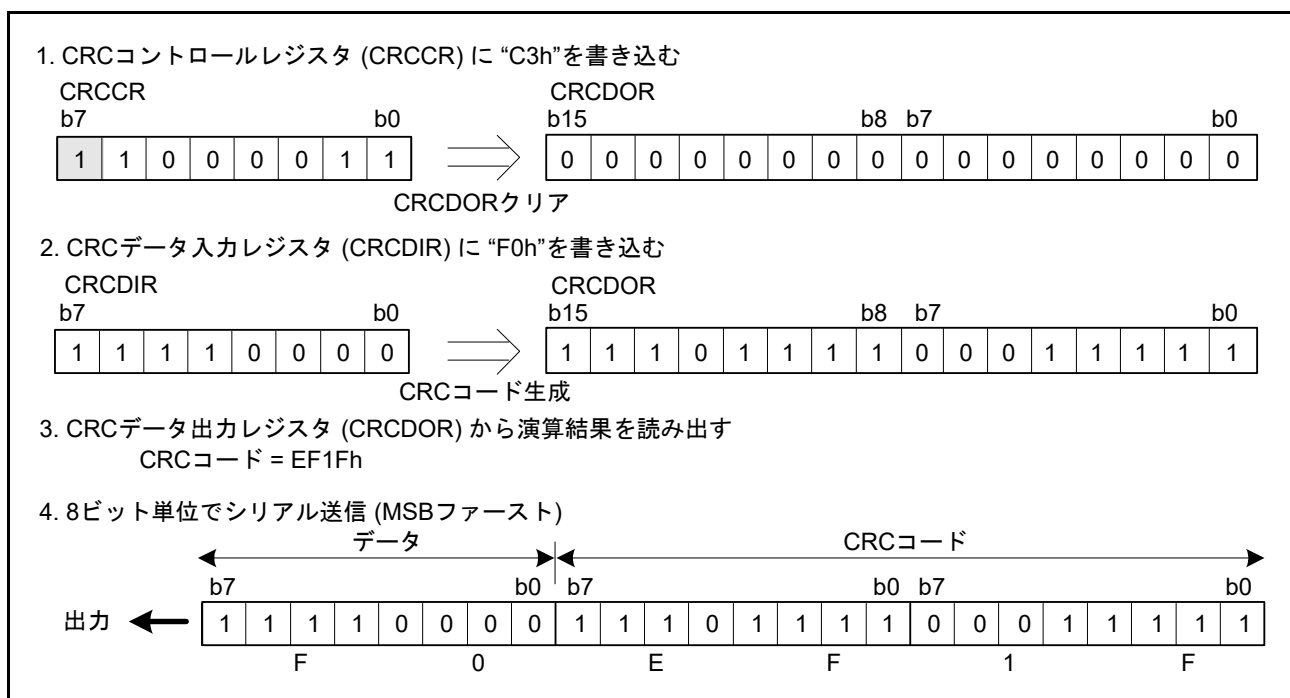 1. CRCコントロールレジスタ (CRCCR) に “C3h”を書き込む
CRCCR CRCDOR
b7 b0 b15 b8 b7 b0
1 1 0 0 0 0 1 1 0 0 0 0 0 0 0 0 0 0 0 0 0 0 0 0
CRCDORクリア
2. CRCデータ入力レジスタ (CRCDIR) に “F0h”を書き込む
CRCDIR CRCDOR
b7 b0 b15 b8 b7 b0
1 1 1 1 0 0 0 0 1 1 1 0 1 1 1 1 0 0 0 1 1 1 1 1
CRCコード生成
3. CRCデータ出力レジスタ (CRCDOR) から演算結果を読み出す
CRCコード = EF1Fh
4. 8ビット単位でシリアル送信 (MSBファースト)
データ CRCコード
b7 b0 b7 b0 b7 b0
出力 1 1 1 1 0 0 0 0 1 1 1 0 1 1 1 1 0 0 0 1 1 1 1 1
F 0 E F 1 F